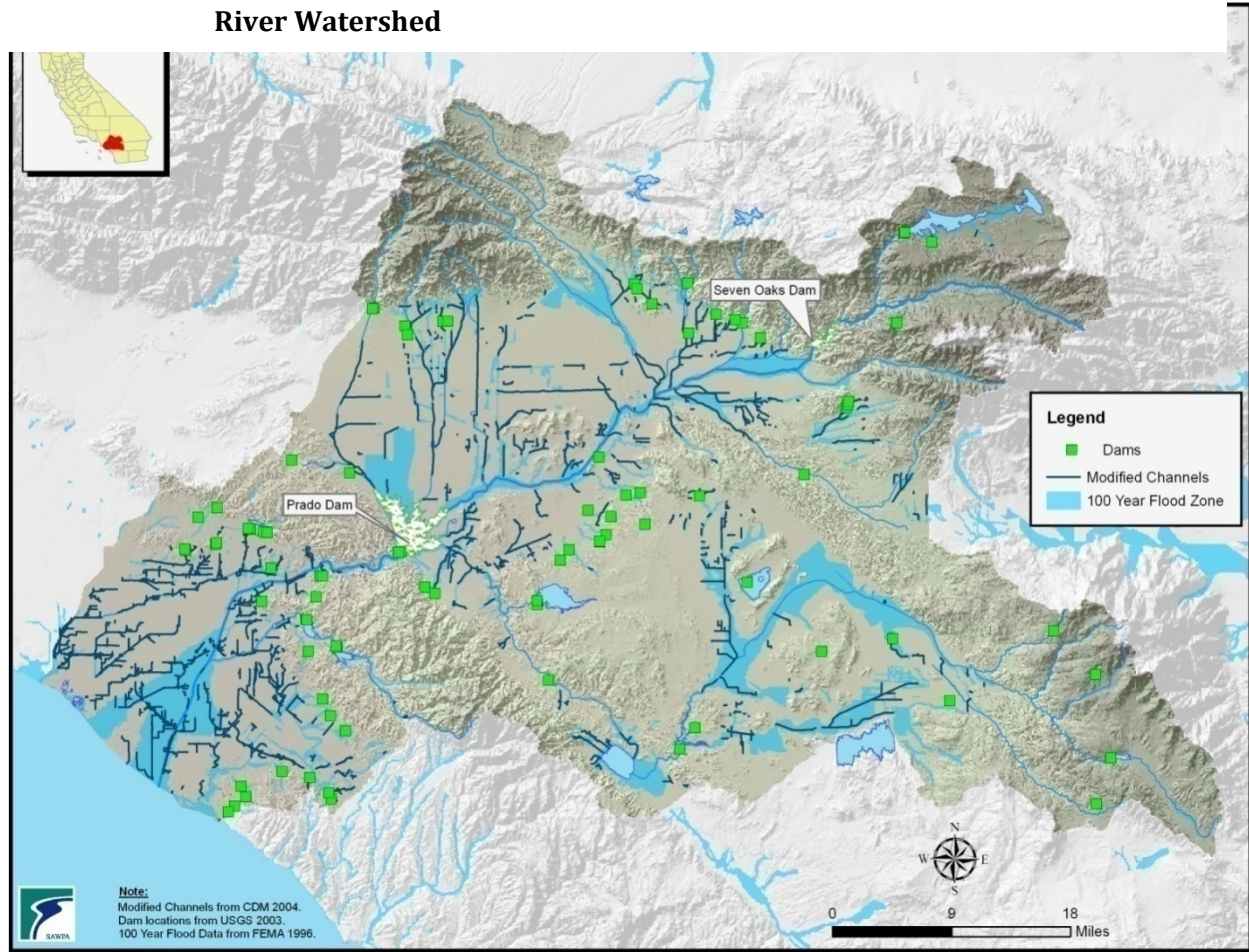 River Watershed
Seven Oaks Dam
Prado Dam
Legend
Dams
Modified Channels
100 Year Flood Zone
N
W E
S
Note:
Modified Channels from CDM 2004.
Dam locations from USGS 2003.
100 Year Flood Data from FEMA 1996.
SAWPA
0 9 18
Miles